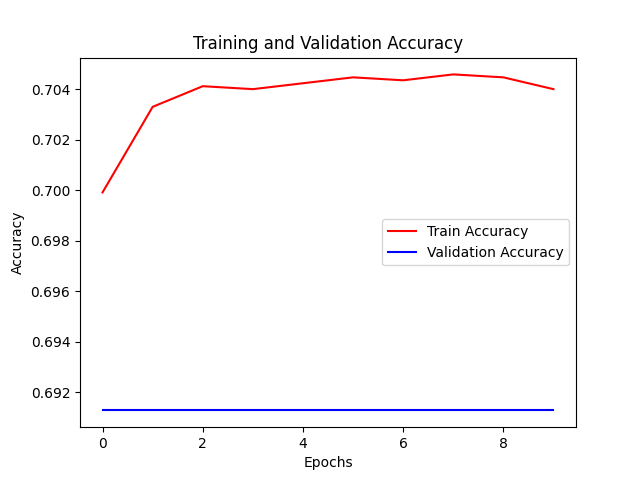 Training and Validation Accuracy
Accuracy
0.704
0.702
0.700
0.698
0.696
0.694
0.692
Train Accuracy
Validation Accuracy
0 2 4 6 8
Epochs